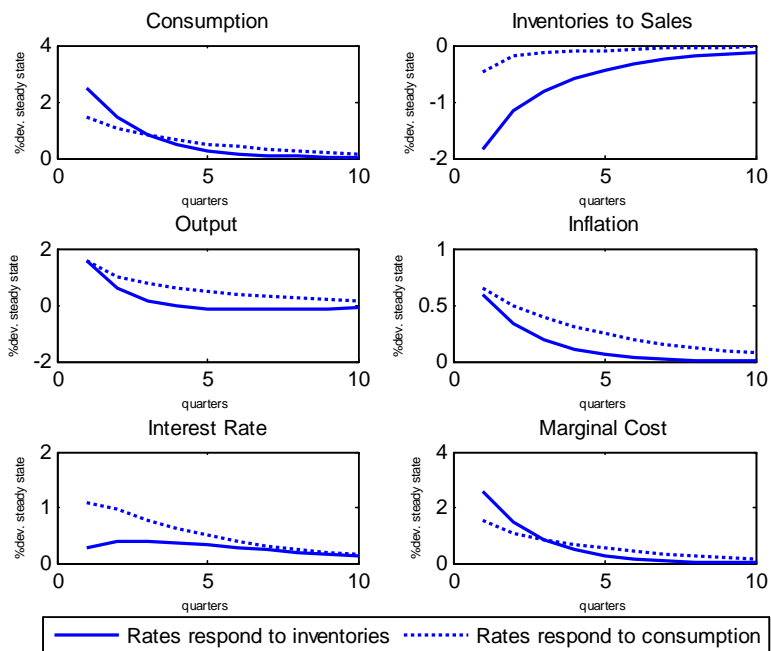 Consumption
Inventories to Sales
%dev. steady state
4
2
0
0
5
10
quarters
%dev. steady state
0
-1
-2
0
5
10
quarters
Output
Inflation
%dev. steady state
2
0
-2
0
5
10
quarters
%dev. steady state
1
0.5
0
0
5
10
quarters
Interest Rate
Marginal Cost
%dev. steady state
2
1
0
0
5
10
quarters
%dev. steady state
4
2
0
0
5
10
quarters
Rates respond to inventories
Rates respond to consumption